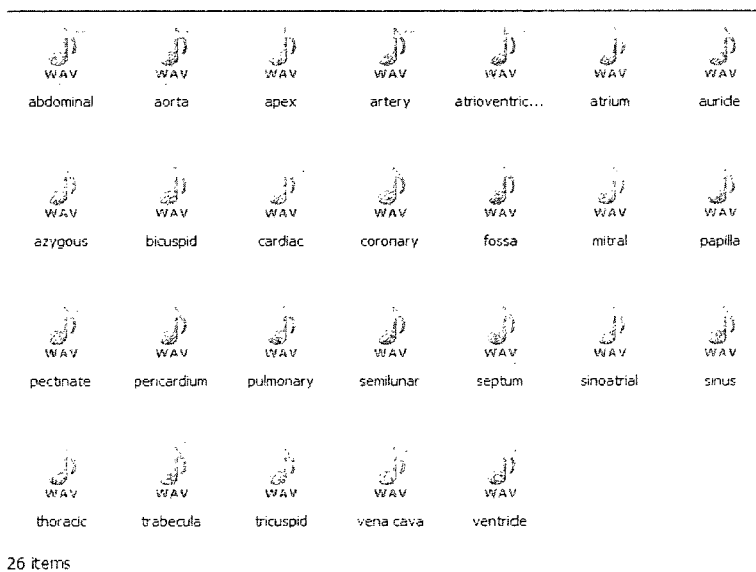 WAV WAV WAV WAV WAV WAV WAV
abdominal aorta apex artery atrioventric... atrium auricle
WAV WAV WAV WAV WAV WAV WAV
azygous bicuspid cardiac coronary fossa mitral papilla
WAV WAV WAV WAV WAV WAV WAV
pectinate pericardium pulmonary semilunar septum sinoatrial sinus
WAV WAV WAV WAV WAV
thoracic trabecula tricuspid vena cava ventricle
26 items